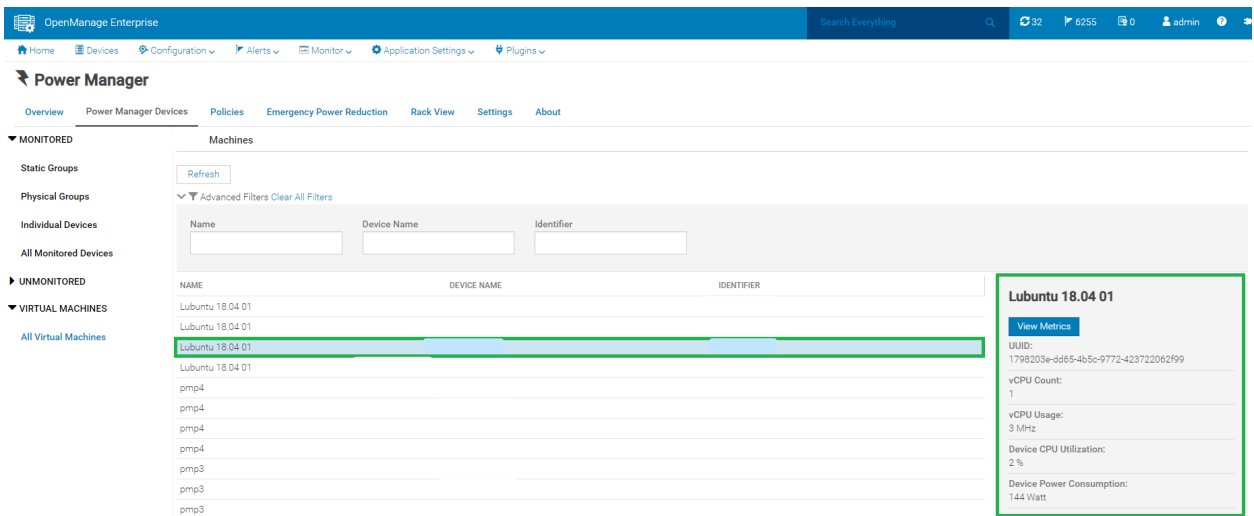 OpenManage Enterprise
Search Everything
32
6255
0
admin
Home Devices Configuration Alerts Monitor Application Settings Plugins
Power Manager
Overview Power Manager Devices Policies Emergency Power Reduction Rack View Settings About
MONITORED
Static Groups
Physical Groups
Individual Devices
All Monitored Devices
UNMONITORED
VIRTUAL MACHINES
All Virtual Machines
Machines
Refresh
Advanced Filters Clear All Filters
Name Device Name Identifier
NAME DEVICE NAME IDENTIFIER
Lubuntu 18.04 01
Lubuntu 18.04 01
Lubuntu 18.04 01
Lubuntu 18.04 01
pmp4
pmp4
pmp4
pmp4
pmp3
pmp3
pmp3
Lubuntu 18.04 01
View Metrics
UUID:
1798203e-dd65-4b5c-9772-423722062f99
vCPU Count:
1
vCPU Usage:
3 MHz
Device CPU Utilization:
2 %
Device Power Consumption:
144 Watt